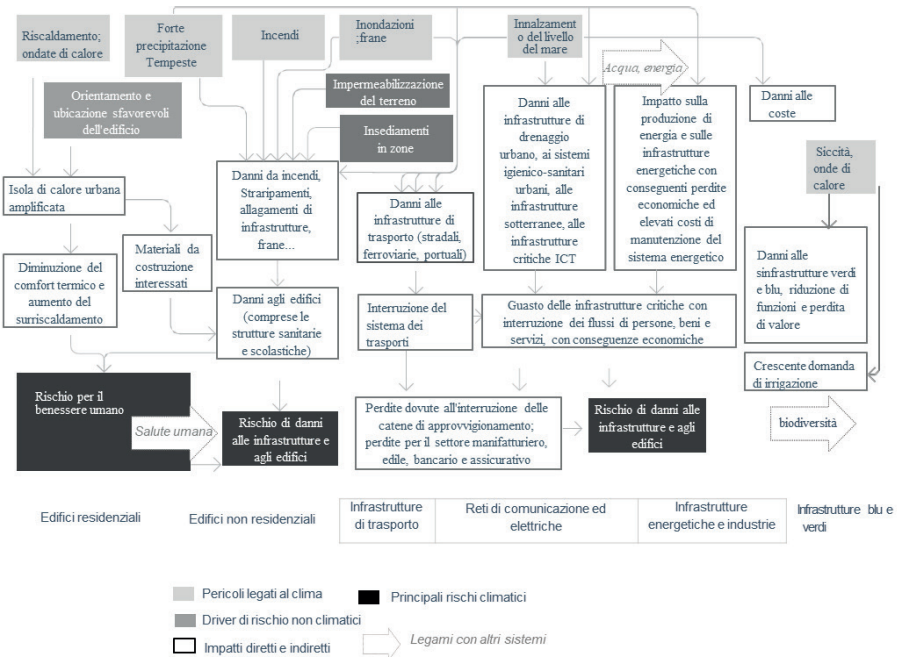 Riscaldamento;
ondate di calore
Forte
precipitazione
Tempeste
Incendi
Inondazioni
;frane
Innalzament
o del livello
del mare
Acqua, energia
Orientamento e
ubicazione sfavorevoli
dell'edificio
Impermeabilizzazione
del terreno
Insediamenti
in zone
Danni alle
coste
Siccità,
onde di
calore
Isola di calore urbana
amplificata
Danni da incendi,
Straripamenti,
allagamenti di
infrastrutture,
frane...
Danni alle
infrastrutture di
trasporto (stradali,
ferroviarie, portuali)
Danni alle
infrastrutture di
drenaggio
urbano, ai sistemi
igienico-sanitari
urbani, alle
infrastrutture
sotterranee, alle
infrastrutture
critiche ICT
Impatto sulla
produzione di
energia e sulle
infrastrutture
energetiche con
conseguenti perdite
economiche ed
elevati costi di
manutenzione del
sistema energetico
Materiali da
costruzione
interessati
Diminuzione del
comfort termico e
aumento del
surriscaldamento
Danni agli edifici
(comprese le
strutture sanitarie
e scolastiche)
Interruzione del
sistema dei
trasporti
Guasto delle infrastrutture critiche con
interruzione dei flussi di persone, beni e
servizi, con conseguenze economiche
Danni alle
sinfrastrutture verdi
e blu, riduzione di
funzioni e perdita
di valore
Crescente domanda
di irrigazione
Rischio per il
benessere umano
Salute umana
Rischio di danni
alle infrastrutture e
agli edifici
Perdite dovute all'interruzione delle
catene di approvvigionamento;
perdite per il settore manifatturiero,
edile, bancario e assicurativo
Rischio di danni alle
infrastrutture e agli
edifici
biodiversità
Edifici residenziali
Edifici non residenziali
Infrastrutture
di trasporto
Reti di comunicazione ed
elettriche
Infrastrutture
energetiche e industrie
Infrastrutture blu e
verdi
Pericoli legati al clima
Principali rischi climatici
Driver di rischio non climatici
Impatti diretti e indiretti
Legami con altri sistemi